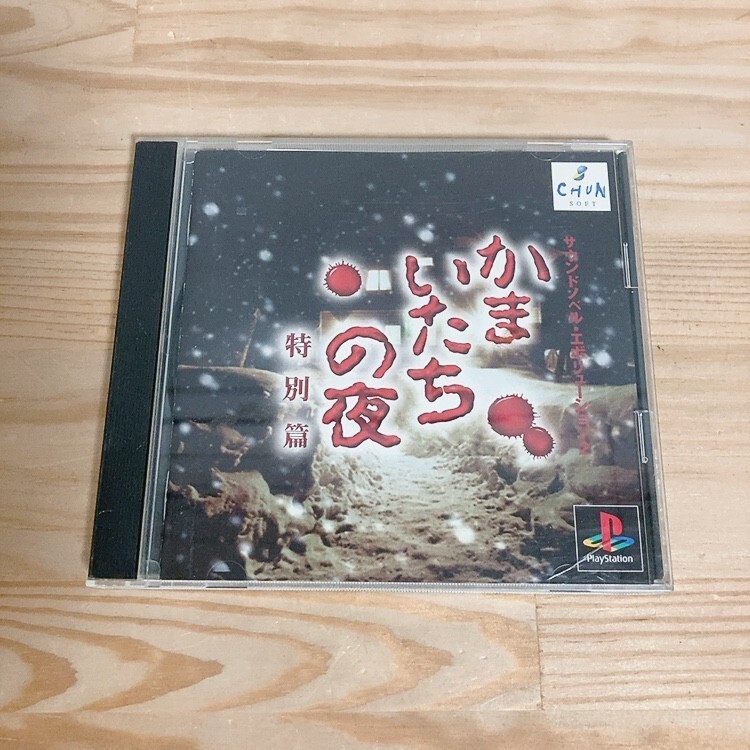 CHUN
SOFT
サウンドノベル・エボリューション2
かま
いたち
の夜
特別篇
PlayStation